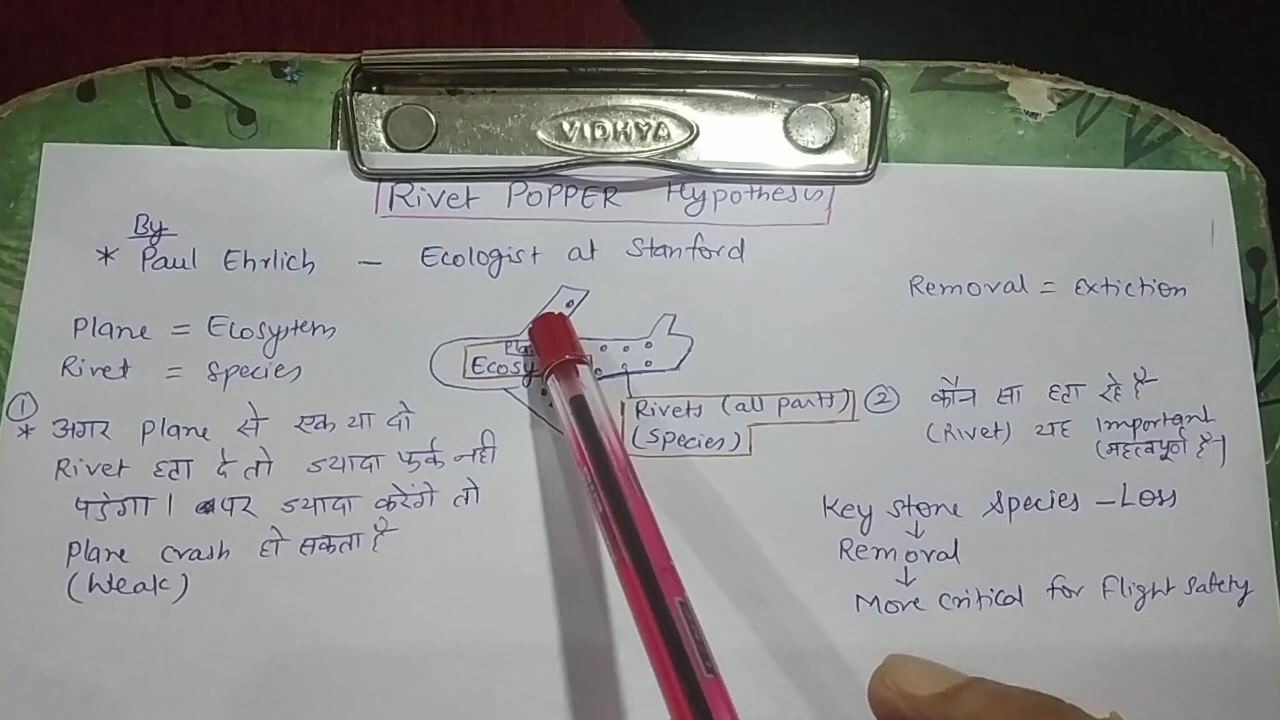 VIDHYA
Rivet POPPER Hypothesis
By
* Paul Ehrlich – Ecologist at Stanford
Removal = Extiction
Plane = Ecosystem
Rivet = Species
Ecosy
Rivets (all parts)
(Species)
①
* अगर plane से एक या दो
Rivet हटा दे तो ज्यादा फर्क नही
पडेगा। पर ज्यादा करेंगे तो
Plane crash हो सकता है
(Weak)
② कौन सा हटा रहे है
(Rivet) यह Important
(महत्वपूर्ण है)
Key stone Species – Loss
↓
Removal
↓
More critical for flight safety